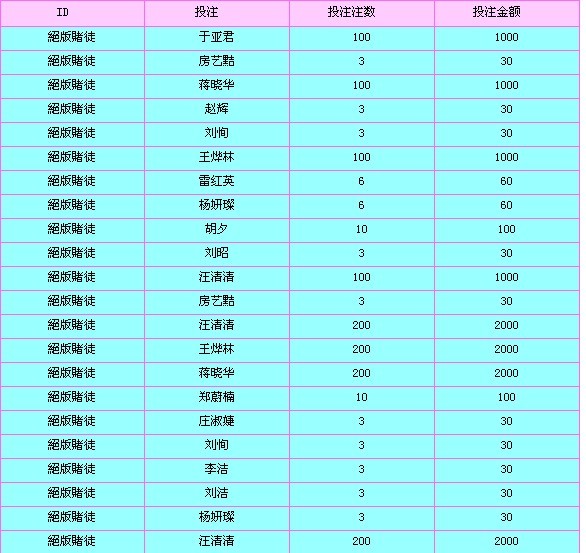 ID 投注 投注注数 投注金额
絕版賭徒 于亚君 100 1000
絕版賭徒 房艺黠 3 30
絕版賭徒 蒋晓华 100 1000
絕版賭徒 赵辉 3 30
絕版賭徒 刘恂 3 30
絕版賭徒 王烨林 100 1000
絕版賭徒 雷红英 6 60
絕版賭徒 杨妍璨 6 60
絕版賭徒 胡夕 10 100
絕版賭徒 刘昭 3 30
絕版賭徒 汪清清 100 1000
絕版賭徒 房艺黠 3 30
絕版賭徒 汪清清 200 2000
絕版賭徒 王烨林 200 2000
絕版賭徒 蒋晓华 200 2000
絕版賭徒 郑蔚楠 10 100
絕版賭徒 庄淑婕 3 30
絕版賭徒 刘恂 3 30
絕版賭徒 李洁 3 30
絕版賭徒 刘洁 3 30
絕版賭徒 杨妍璨 3 30
絕版賭徒 汪清清 200 2000